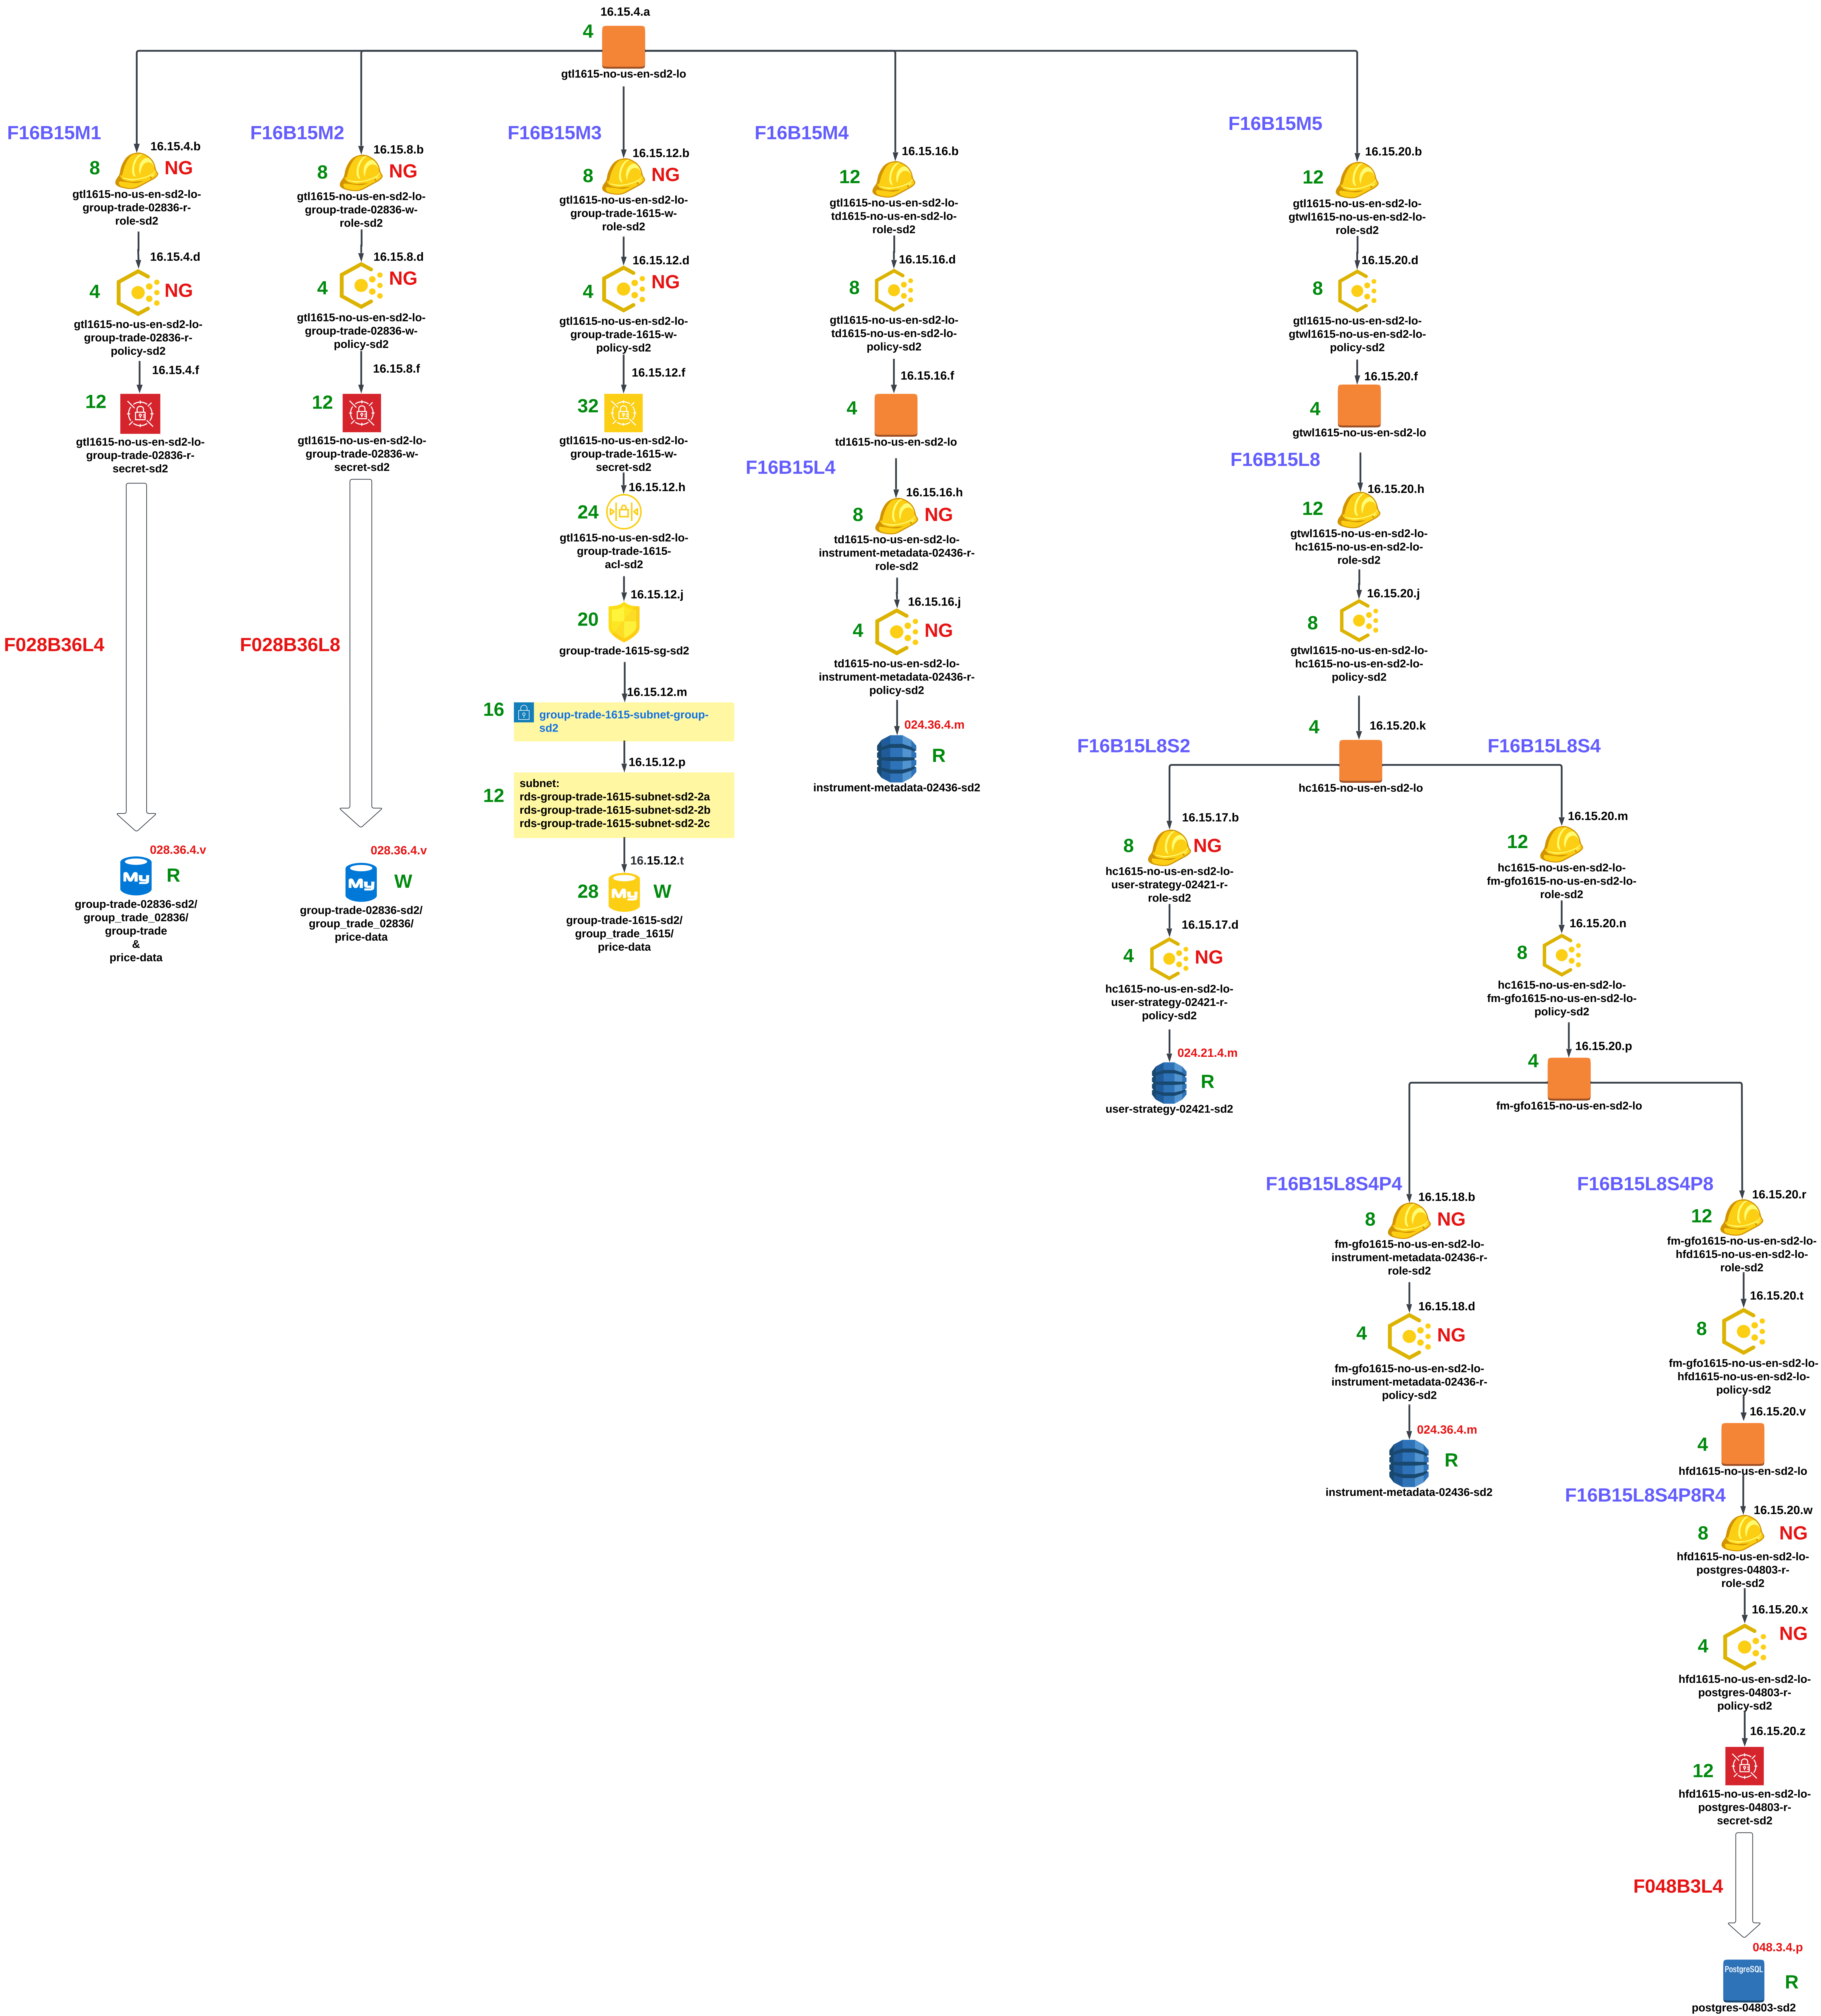 16.15.4.a
4
gtl1615-no-us-en-sd2-lo
F16B15M1
16.15.4.b
8
NG
gtl1615-no-us-en-sd2-lo-
group-trade-02836-r-
role-sd2
16.15.4.d
4
NG
gtl1615-no-us-en-sd2-lo-
group-trade-02836-r-
policy-sd2
16.15.4.f
12
gtl1615-no-us-en-sd2-lo-
group-trade-02836-r-
secret-sd2
F028B36L4
028.36.4.v
My
R
group-trade-02836-sd2/
group_trade_02836/
group-trade
&
price-data
F16B15M2
16.15.8.b
8
NG
gtl1615-no-us-en-sd2-lo-
group-trade-02836-w-
role-sd2
16.15.8.d
4
NG
gtl1615-no-us-en-sd2-lo-
group-trade-02836-w-
policy-sd2
16.15.8.f
12
gtl1615-no-us-en-sd2-lo-
group-trade-02836-w-
secret-sd2
F028B36L8
028.36.4.v
My
W
group-trade-02836-sd2/
group_trade_02836/
price-data
F16B15M3
16.15.12.b
8
NG
gtl1615-no-us-en-sd2-lo-
group-trade-1615-w-
role-sd2
16.15.12.d
4
NG
gtl1615-no-us-en-sd2-lo-
group-trade-1615-w-
policy-sd2
16.15.12.f
32
gtl1615-no-us-en-sd2-lo-
group-trade-1615-w-
secret-sd2
16.15.12.h
24
gtl1615-no-us-en-sd2-lo-
group-trade-1615-
acl-sd2
16.15.12.j
20
group-trade-1615-sg-sd2
16.15.12.m
16
group-trade-1615-subnet-group-
sd2
16.15.12.p
12
subnet:
rds-group-trade-1615-subnet-sd2-2a
rds-group-trade-1615-subnet-sd2-2b
rds-group-trade-1615-subnet-sd2-2c
16.15.12.t
28
My
W
group-trade-1615-sd2/
group_trade_1615/
price-data
F16B15M4
16.15.16.b
12
gtl1615-no-us-en-sd2-lo-
td1615-no-us-en-sd2-lo-
role-sd2
16.15.16.d
8
gtl1615-no-us-en-sd2-lo-
td1615-no-us-en-sd2-lo-
policy-sd2
16.15.16.f
4
td1615-no-us-en-sd2-lo
F16B15L4
16.15.16.h
8
NG
td1615-no-us-en-sd2-lo-
instrument-metadata-02436-r-
role-sd2
16.15.16.j
4
NG
td1615-no-us-en-sd2-lo-
instrument-metadata-02436-r-
policy-sd2
024.36.4.m
R
instrument-metadata-02436-sd2
F16B15M5
16.15.20.b
12
gtl1615-no-us-en-sd2-lo-
gtwl1615-no-us-en-sd2-lo-
role-sd2
16.15.20.d
8
gtl1615-no-us-en-sd2-lo-
gtwl1615-no-us-en-sd2-lo-
policy-sd2
16.15.20.f
4
gtwl1615-no-us-en-sd2-lo
F16B15L8
16.15.20.h
12
gtwl1615-no-us-en-sd2-lo-
hc1615-no-us-en-sd2-lo-
role-sd2
16.15.20.j
8
gtwl1615-no-us-en-sd2-lo-
hc1615-no-us-en-sd2-lo-
policy-sd2
16.15.20.k
4
hc1615-no-us-en-sd2-lo
F16B15L8S2
16.15.17.b
8
NG
hc1615-no-us-en-sd2-lo-
user-strategy-02421-r-
role-sd2
16.15.17.d
4
NG
hc1615-no-us-en-sd2-lo-
user-strategy-02421-r-
policy-sd2
024.21.4.m
R
user-strategy-02421-sd2
F16B15L8S4
16.15.20.m
12
hc1615-no-us-en-sd2-lo-
fm-gfo1615-no-us-en-sd2-lo-
role-sd2
16.15.20.n
8
hc1615-no-us-en-sd2-lo-
fm-gfo1615-no-us-en-sd2-lo-
policy-sd2
16.15.20.p
4
fm-gfo1615-no-us-en-sd2-lo
F16B15L8S4P4
16.15.18.b
8
NG
fm-gfo1615-no-us-en-sd2-lo-
instrument-metadata-02436-r-
role-sd2
16.15.18.d
4
NG
fm-gfo1615-no-us-en-sd2-lo-
instrument-metadata-02436-r-
policy-sd2
024.36.4.m
R
instrument-metadata-02436-sd2
F16B15L8S4P8
16.15.20.r
12
fm-gfo1615-no-us-en-sd2-lo-
hfd1615-no-us-en-sd2-lo-
role-sd2
16.15.20.t
8
fm-gfo1615-no-us-en-sd2-lo-
hfd1615-no-us-en-sd2-lo-
policy-sd2
16.15.20.v
4
hfd1615-no-us-en-sd2-lo
F16B15L8S4P8R4
16.15.20.w
8
NG
hfd1615-no-us-en-sd2-lo-
postgres-04803-r-
role-sd2
16.15.20.x
4
NG
hfd1615-no-us-en-sd2-lo-
postgres-04803-r-
policy-sd2
16.15.20.z
12
hfd1615-no-us-en-sd2-lo-
postgres-04803-r-
secret-sd2
F048B3L4
048.3.4.p
PostgreSQL
R
postgres-04803-sd2